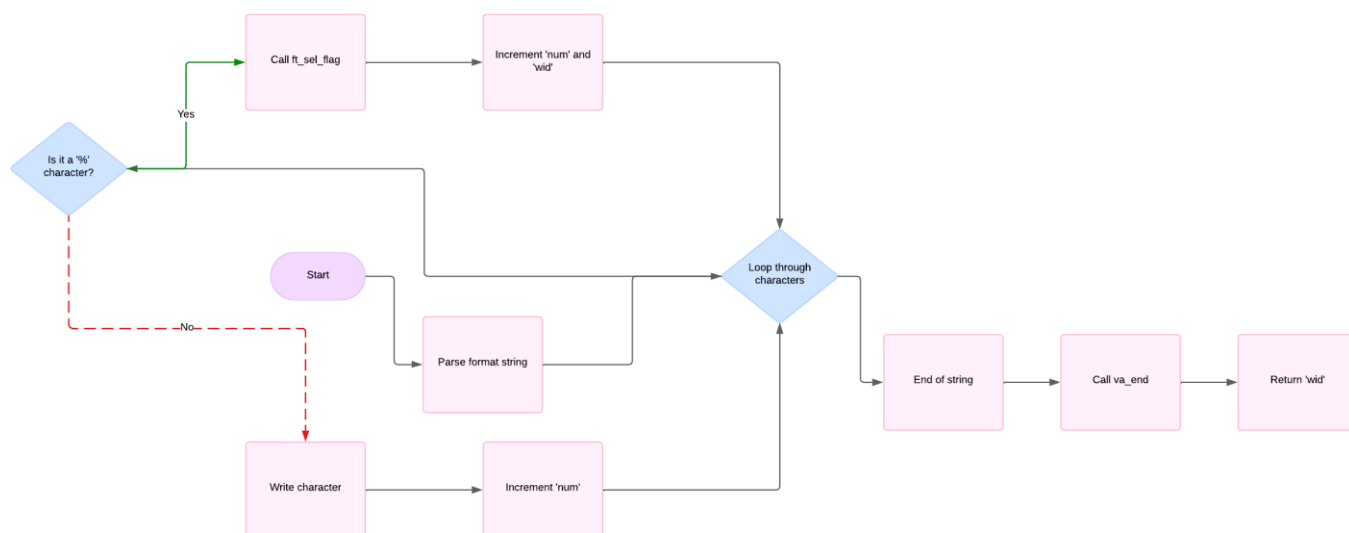 Call ft_sel_flag
Increment 'num' and
'wid'
Yes
Is it a '%'
character?
Start
Loop through
characters
No
Parse format string
End of string
Call va_end
Return 'wid'
Write character
Increment 'num'